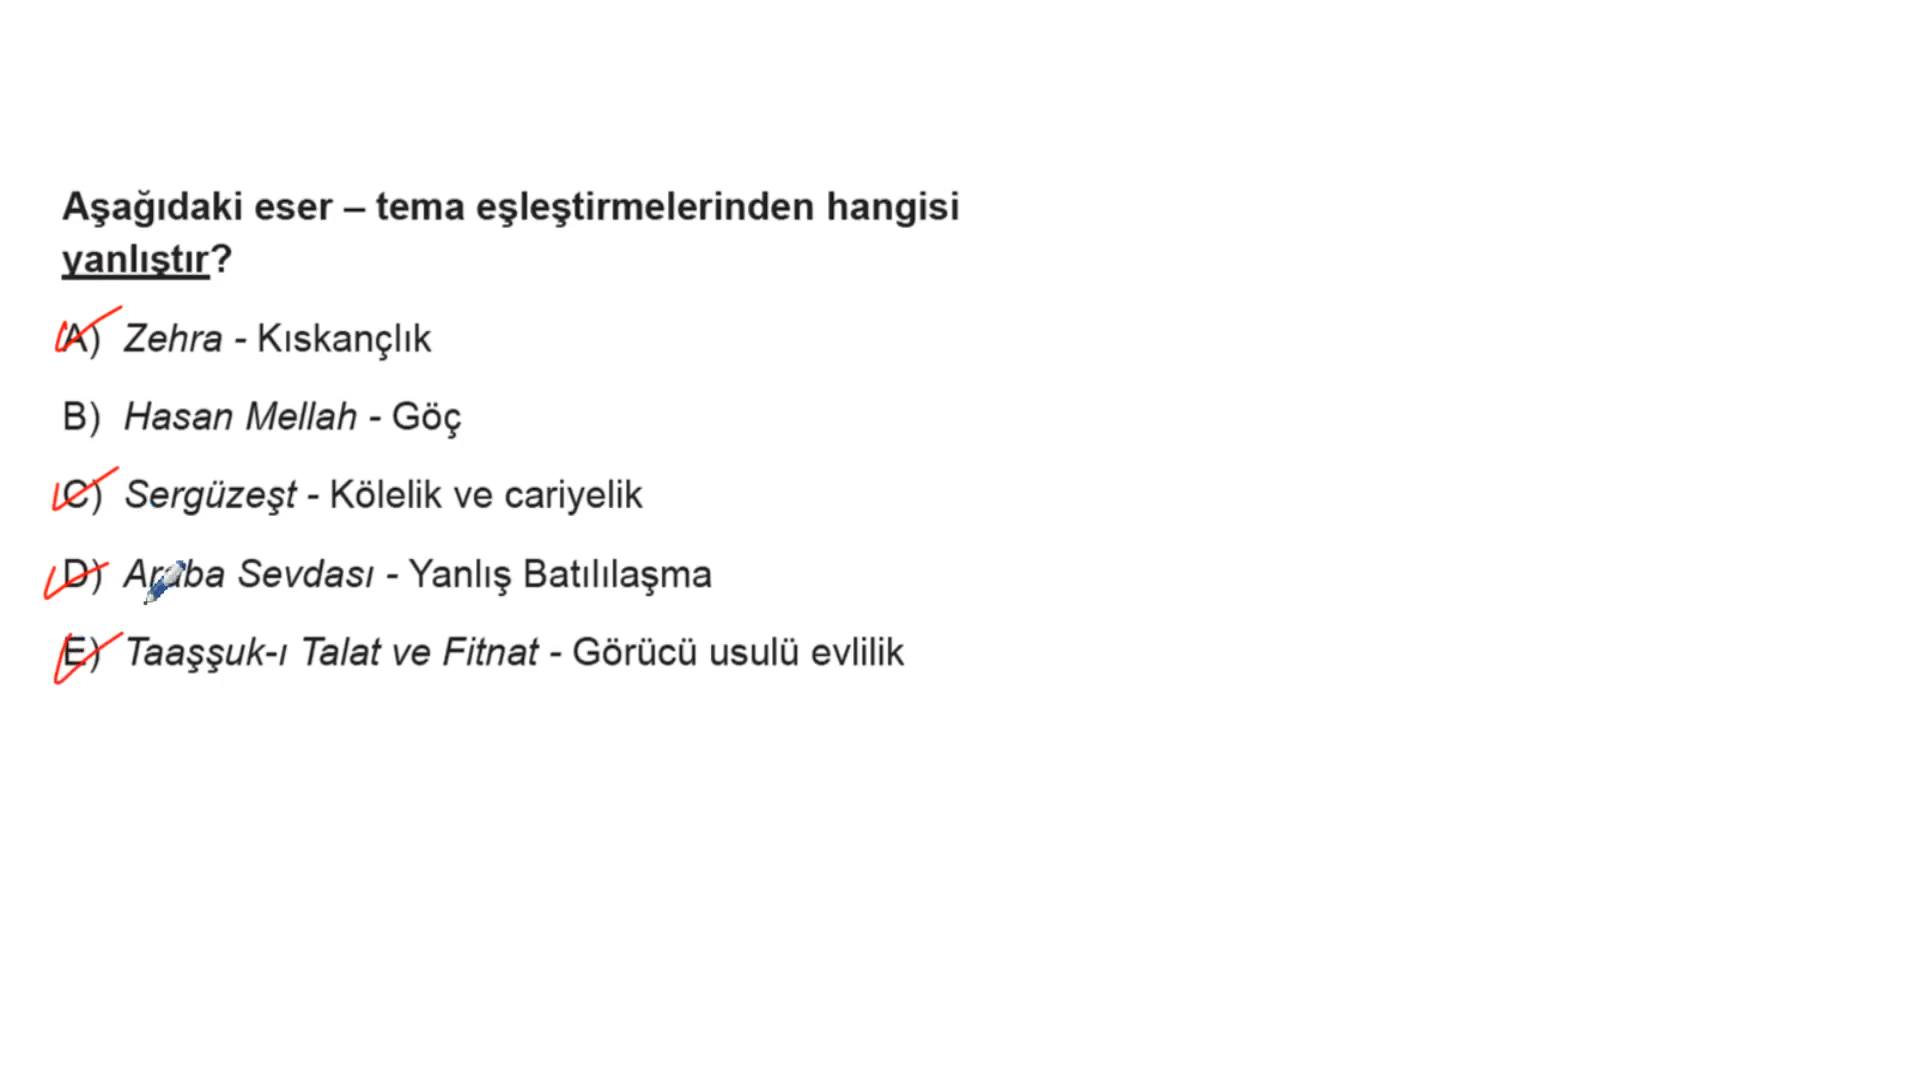 Aşağıdaki eser – tema eşleştirmelerinden hangisi
yanlıştır?
A) Zehra - Kıskançlık
B) Hasan Mellah - Göç
C) Sergüzeşt - Kölelik ve cariyelik
D) Araba Sevdası - Yanlış Batılılaşma
E) Taaşşuk-ı Talat ve Fitnat - Görücü usulü evlilik